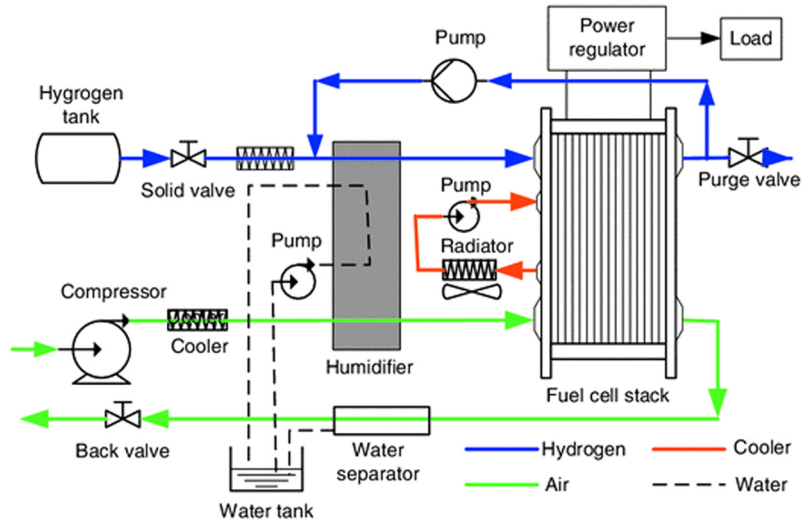 Power
regulator
Load
Pump
Hygrogen
tank
Solid valve
Purge valve
Pump
Radiator
Pump
Compressor
Cooler
Humidifier
Fuel cell stack
Back valve
Water
separator
Water tank
Hydrogen
Cooler
Air
Water